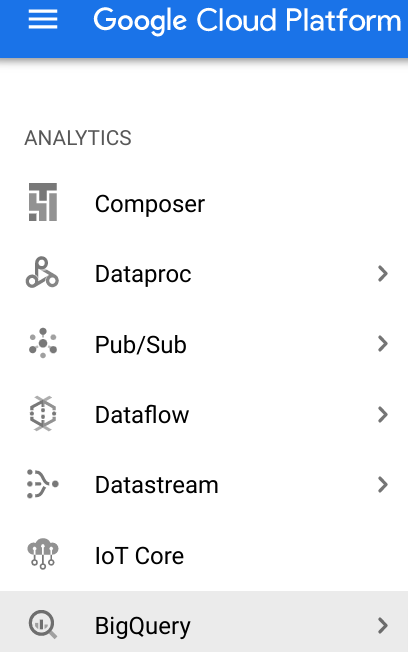 Google Cloud Platform
ANALYTICS
Composer
Dataproc
Pub/Sub
Dataflow
Datastream
IoT Core
BigQuery